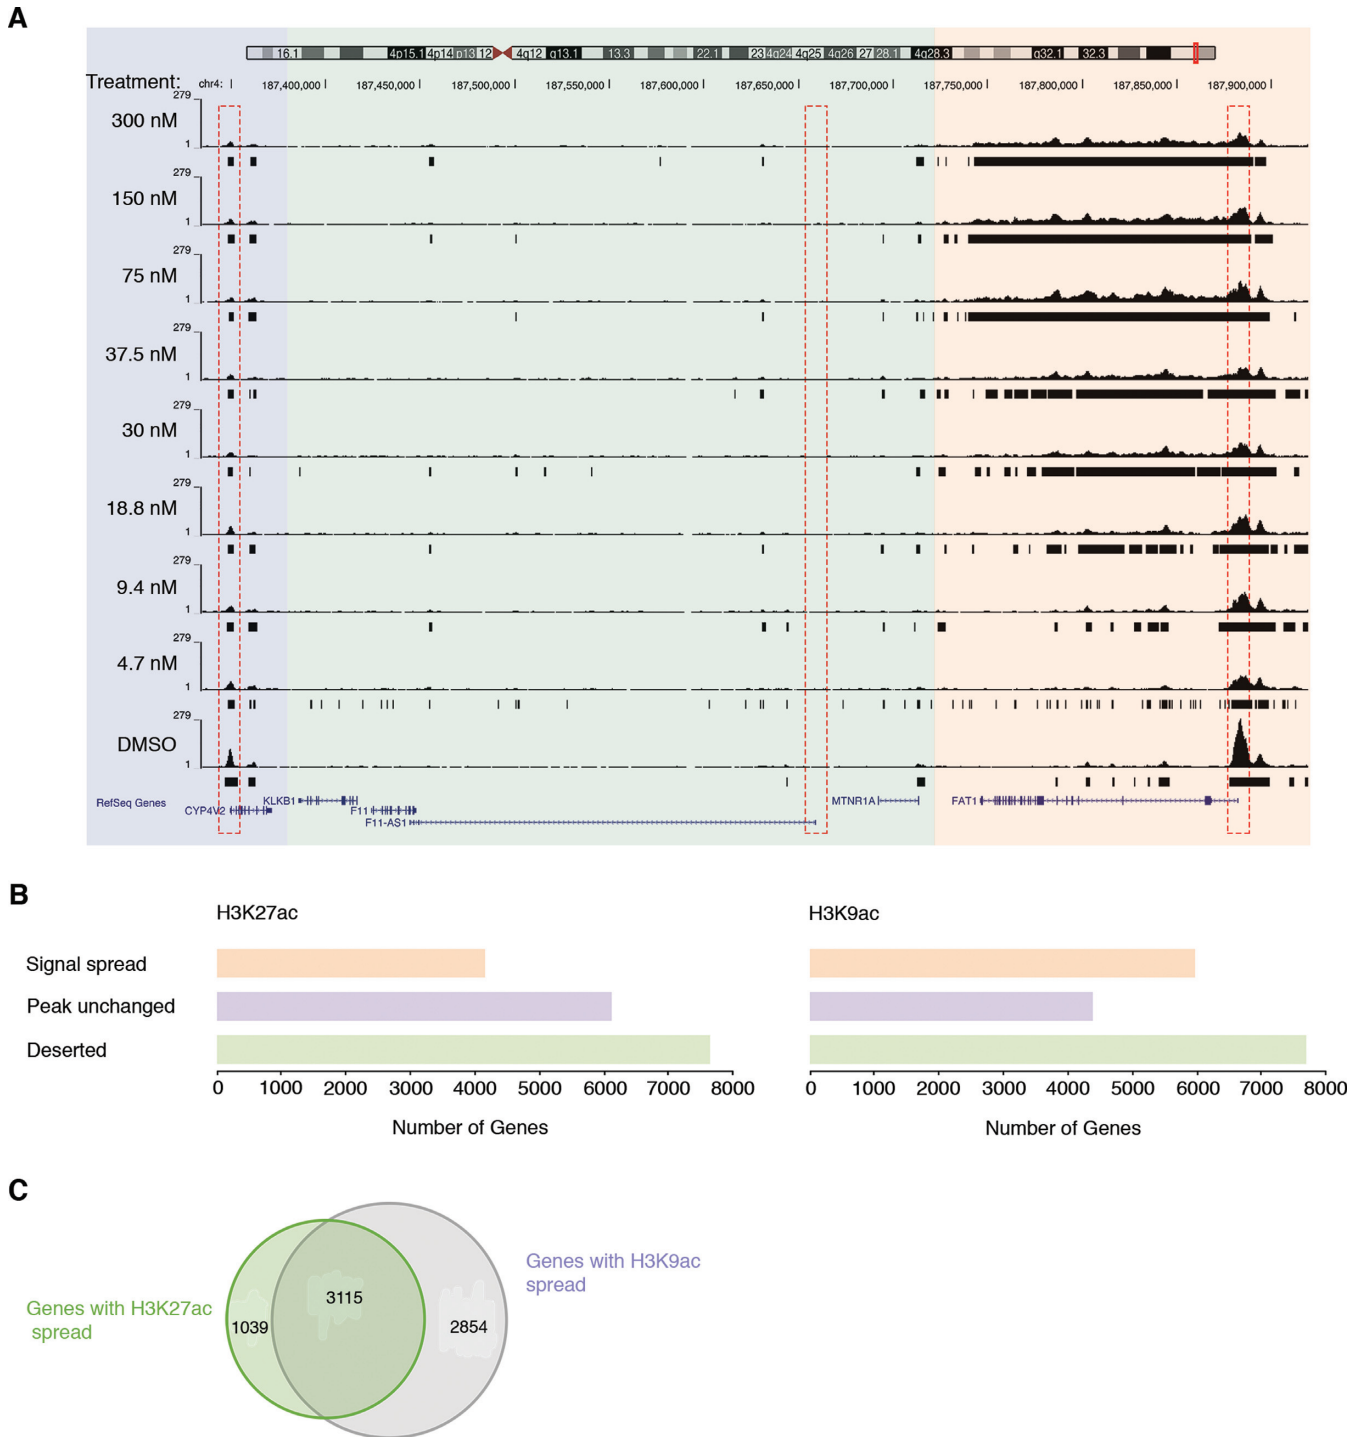 A
16.1 4p15.1 4p14 p13 12 4q12 q13.1 13.3 22.1 23 4q24 4q25 4q26 27 28.1 4q28.3 q32.1 32.3
Treatment: chr4: 187,400,000 187,450,000 187,500,000 187,550,000 187,600,000 187,650,000 187,700,000 187,750,000 187,800,000 187,850,000 187,900,000
279
300 nM
1
279
150 nM
1
279
75 nM
1
279
37.5 nM
1
279
30 nM
1
279
18.8 nM
1
279
9.4 nM
1
279
4.7 nM
1
279
DMSO
1
RefSeq Genes
KLKB1
MTNR1A
FAT1
CYP4V2
F11
F11-AS1
B
H3K27ac
H3K9ac
Signal spread
Peak unchanged
Deserted
0 1000 2000 3000 4000 5000 6000 7000 8000
0 1000 2000 3000 4000 5000 6000 7000 8000
Number of Genes
Number of Genes
C
Genes with H3K9ac
spread
Genes with H3K27ac
spread
1039
3115
2854